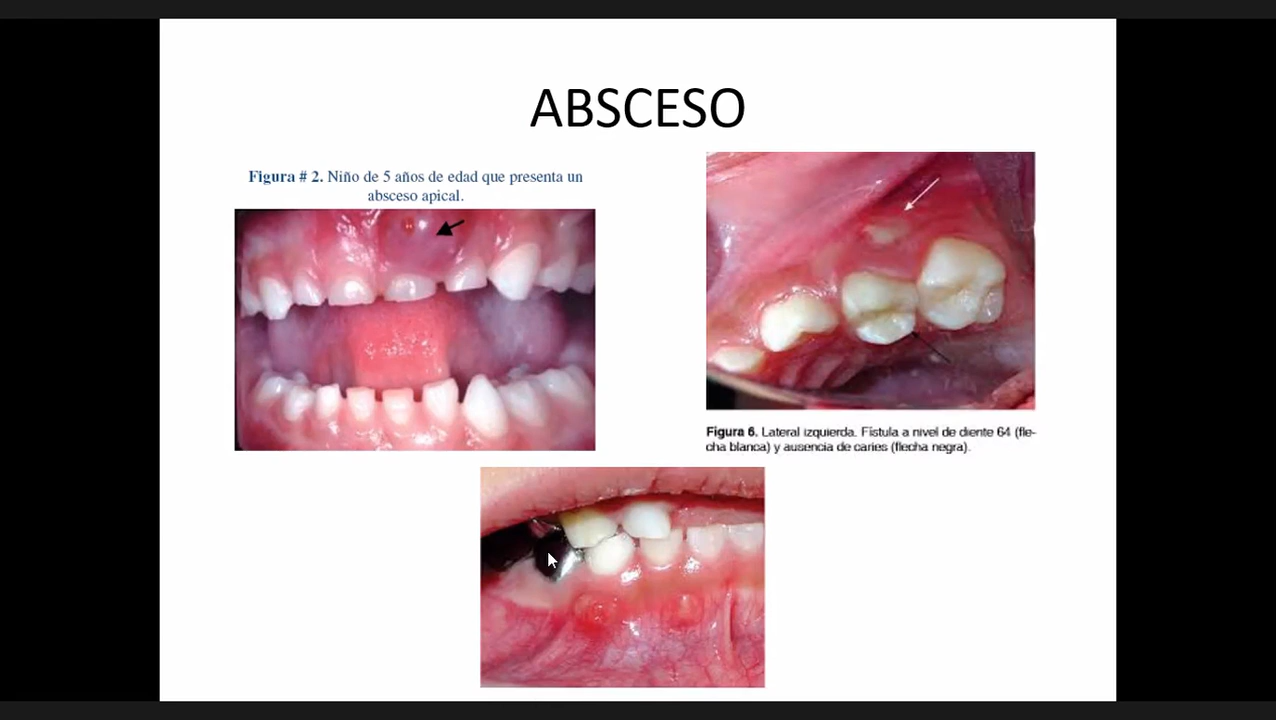 ABSCESO
Figura # 2. Niño de 5 años de edad que presenta un
absceso apical.
Figura 6. Lateral izquierda. Fístula a nivel de diente 64 (fle-
cha blanca) y ausencia de caries (flecha negra).